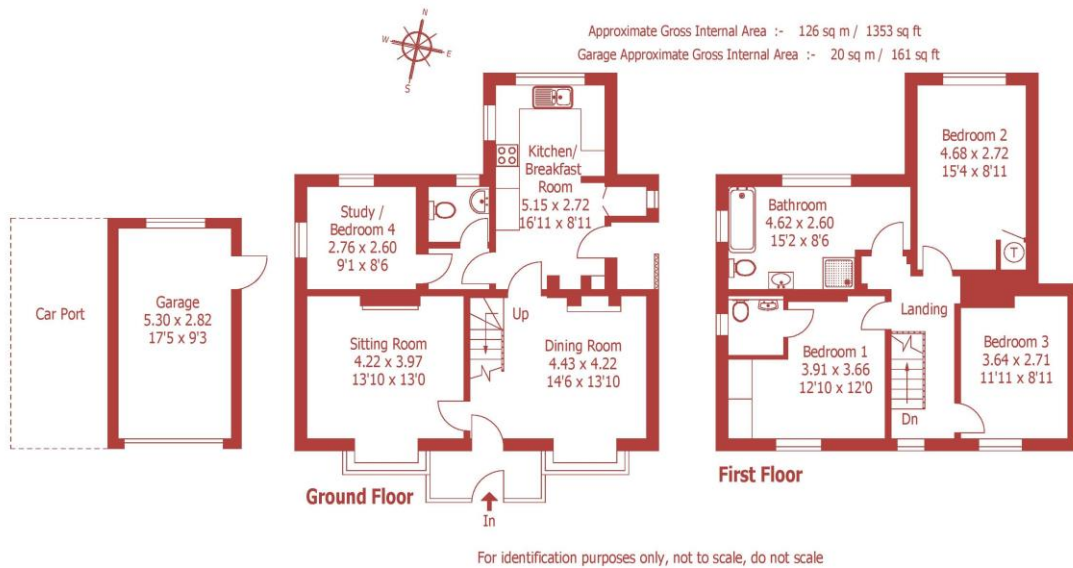 N
W
E
S
Approximate Gross Internal Area :- 126 sq m / 1353 sq ft
Garage Approximate Gross Internal Area :- 20 sq m / 161 sq ft
Car Port
Garage
5.30 x 2.82
17'5 x 9'3
Study /
Bedroom 4
2.76 x 2.60
9'1 x 8'6
Kitchen/
Breakfast
Room
5.15 x 2.72
16'11 x 8'11
Sitting Room
4.22 x 3.97
13'10 x 13'0
Up
Dining Room
4.43 x 4.22
14'6 x 13'10
Ground Floor
In
Bedroom 2
4.68 x 2.72
15'4 x 8'11
T
Bathroom
4.62 x 2.60
15'2 x 8'6
Landing
Bedroom 1
3.91 x 3.66
12'10 x 12'0
Bedroom 3
3.64 x 2.71
11'11 x 8'11
Dn
First Floor
For identification purposes only, not to scale, do not scale